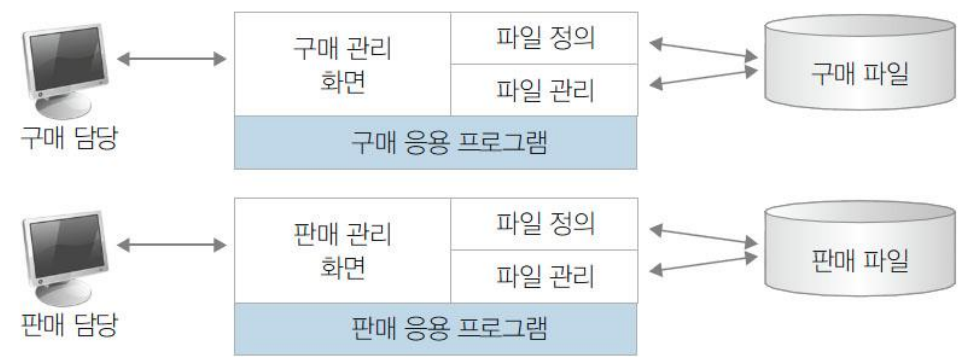 구매 담당
구매 관리
화면
파일 정의
파일 관리
구매 응용 프로그램
구매 파일
판매 담당
판매 관리
화면
파일 정의
파일 관리
판매 응용 프로그램
판매 파일